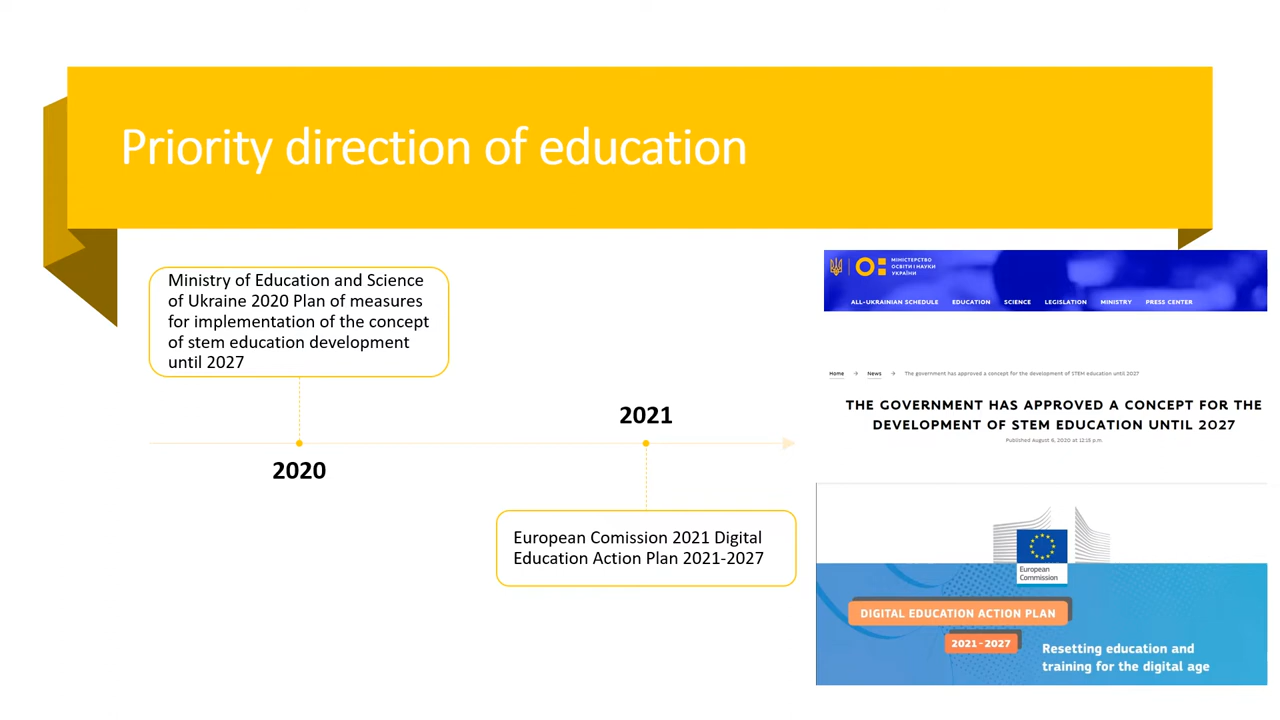 Priority direction of education
Ministry of Education and Science
of Ukraine 2020 Plan of measures
for implementation of the concept
of stem education development
until 2027
2020
2021
European Comission 2021 Digital
Education Action Plan 2021-2027
МІНІСТЕРСТВО
ОСВІТИ І НАУКИ
УКРАЇНИ
ALL-UKRAINIAN SCHEDULE EDUCATION SCIENCE LEGISLATION MINISTRY PRESS CENTER
Home → News → The government has approved a concept for the development of STEM education until 2027
THE GOVERNMENT HAS APPROVED A CONCEPT FOR THE
DEVELOPMENT OF STEM EDUCATION UNTIL 2027
Published August 6, 2020 at 12:15 p.m.
European
Commission
DIGITAL EDUCATION ACTION PLAN
2021-2027
Resetting education and
training for the digital age